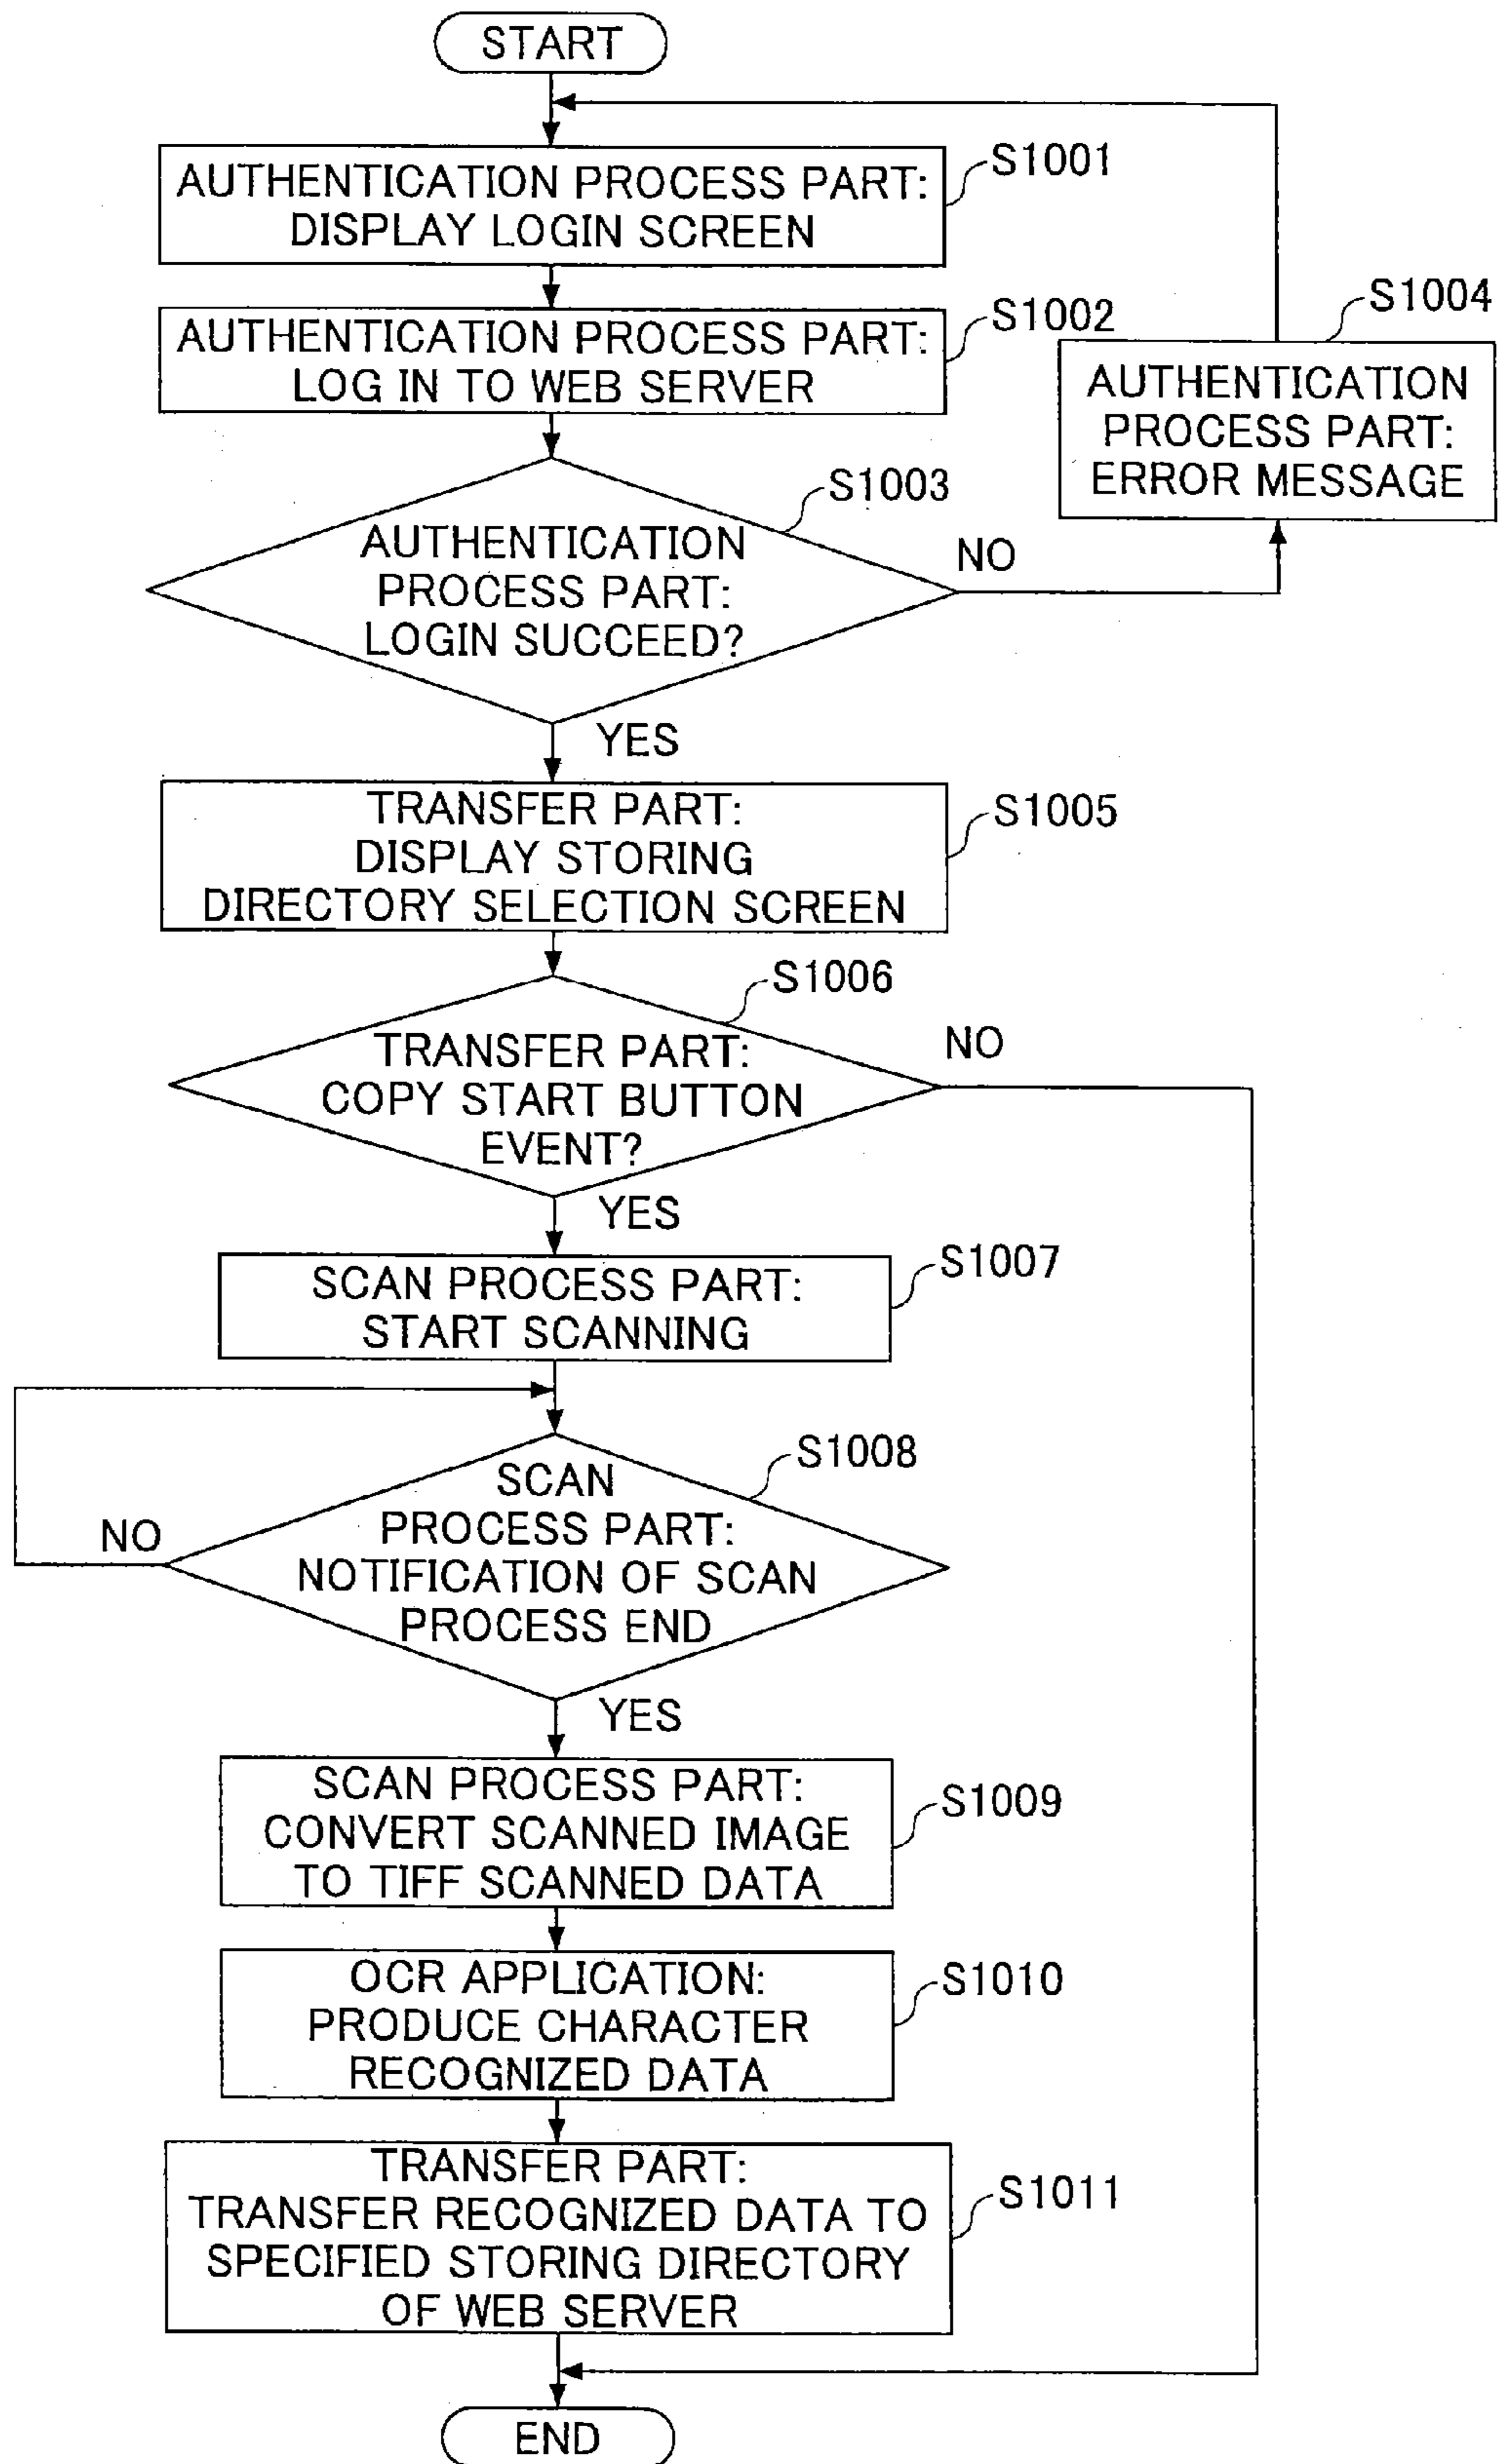 START
AUTHENTICATION PROCESS PART:
DISPLAY LOGIN SCREEN
S1001
AUTHENTICATION PROCESS PART:
LOG IN TO WEB SERVER
S1002
S1004
AUTHENTICATION
PROCESS PART:
ERROR MESSAGE
S1003
AUTHENTICATION
PROCESS PART:
LOGIN SUCCEED?
NO
YES
TRANSFER PART:
DISPLAY STORING
DIRECTORY SELECTION SCREEN
S1005
S1006
TRANSFER PART:
COPY START BUTTON
EVENT?
NO
YES
SCAN PROCESS PART:
START SCANNING
S1007
S1008
SCAN
PROCESS PART:
NOTIFICATION OF SCAN
PROCESS END
NO
YES
SCAN PROCESS PART:
CONVERT SCANNED IMAGE
TO TIFF SCANNED DATA
S1009
OCR APPLICATION:
PRODUCE CHARACTER
RECOGNIZED DATA
S1010
TRANSFER PART:
TRANSFER RECOGNIZED DATA TO
SPECIFIED STORING DIRECTORY
OF WEB SERVER
S1011
END